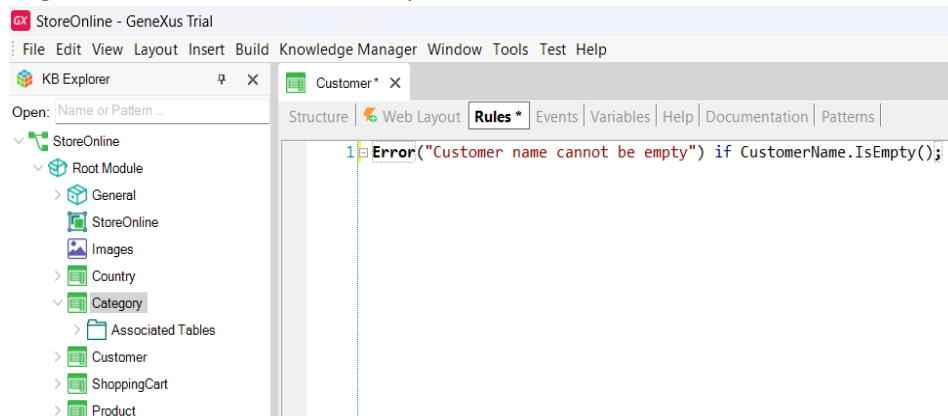 GX StoreOnline - GeneXus Trial
File Edit View Layout Insert Build Knowledge Manager Window Tools Test Help
KB Explorer
Customer*
Open: Name or Pattern ...
Structure Web Layout Rules * Events Variables Help Documentation Patterns
StoreOnline
1 Error("Customer name cannot be empty") if CustomerName.IsEmpty();
Root Module
General
StoreOnline
Images
Country
Category
Associated Tables
Customer
ShoppingCart
Product